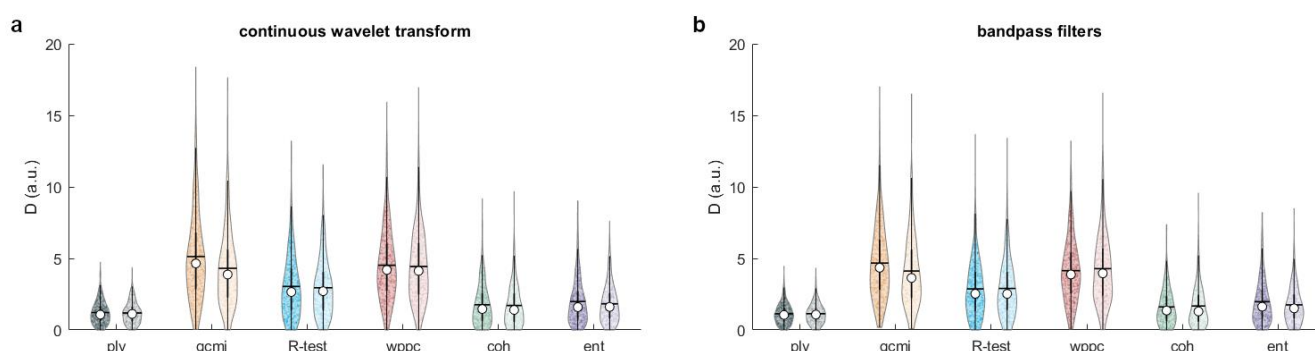 a
continuous wavelet transform
20
15
10
5
0
D (a.u.)
plv
gcmi
R-test
wppc
coh
ent
b
bandpass filters
20
15
10
5
0
D (a.u.)
plv
gcmi
R-test
wppc
coh
ent